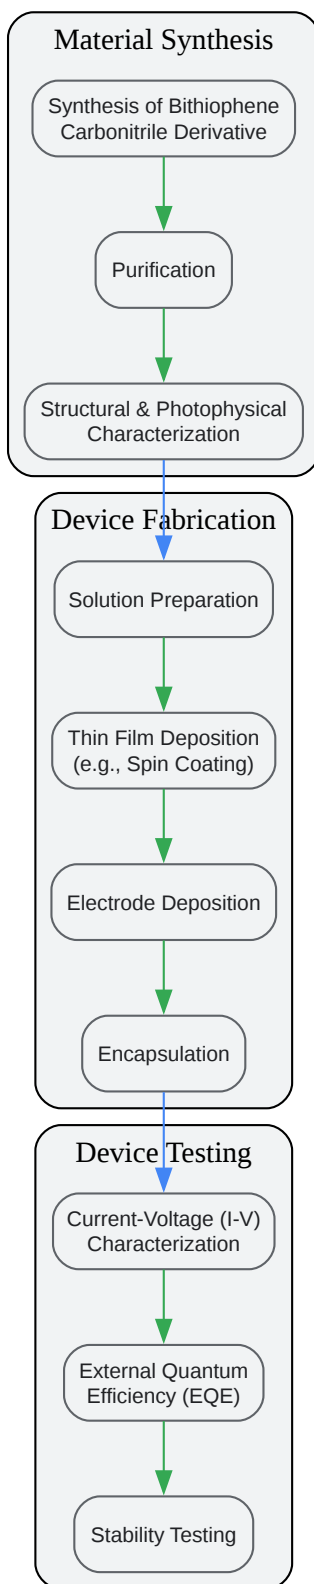 Material Synthesis
Synthesis of Bithiophene
Carbonitrile Derivative
Purification
Structural & Photophysical
Characterization
Device Fabrication
Solution Preparation
Thin Film Deposition
(e.g., Spin Coating)
Electrode Deposition
Encapsulation
Device Testing
Current-Voltage (I-V)
Characterization
External Quantum
Efficiency (EQE)
Stability Testing